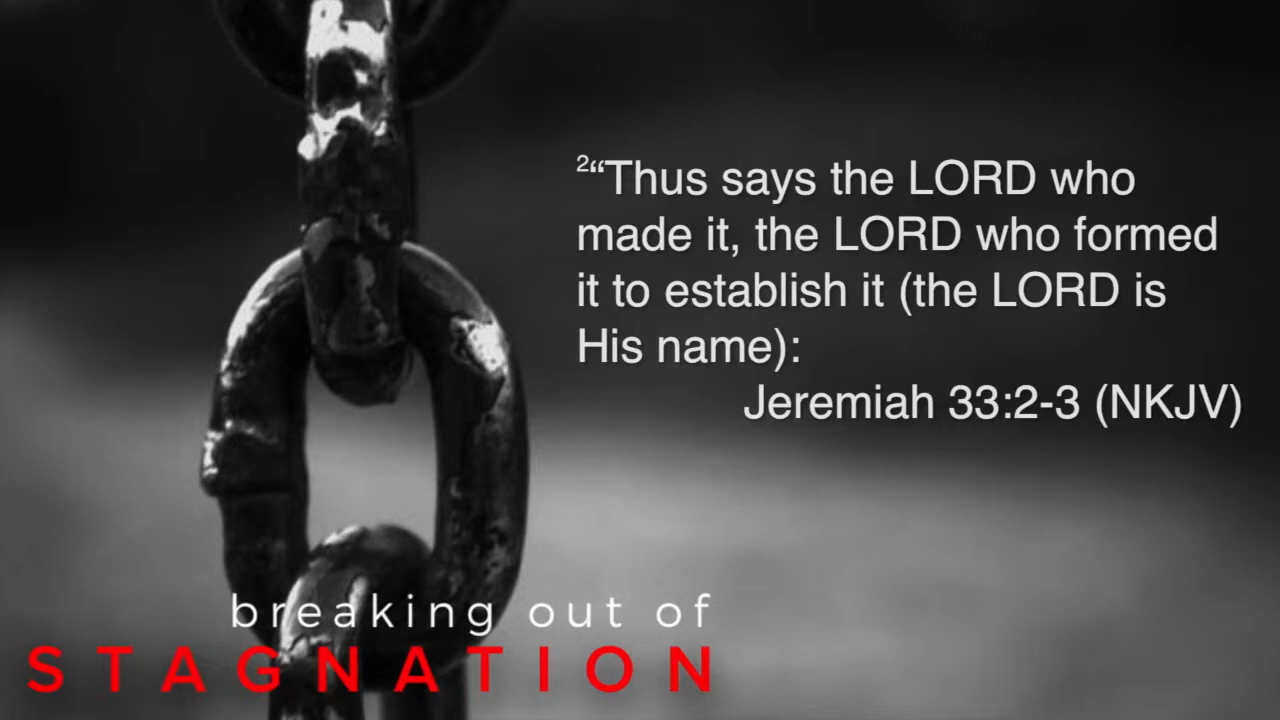 ²“Thus says the LORD who
made it, the LORD who formed
it to establish it (the LORD is
His name):
Jeremiah 33:2-3 (NKJV)
breaking out of
STAGNATION